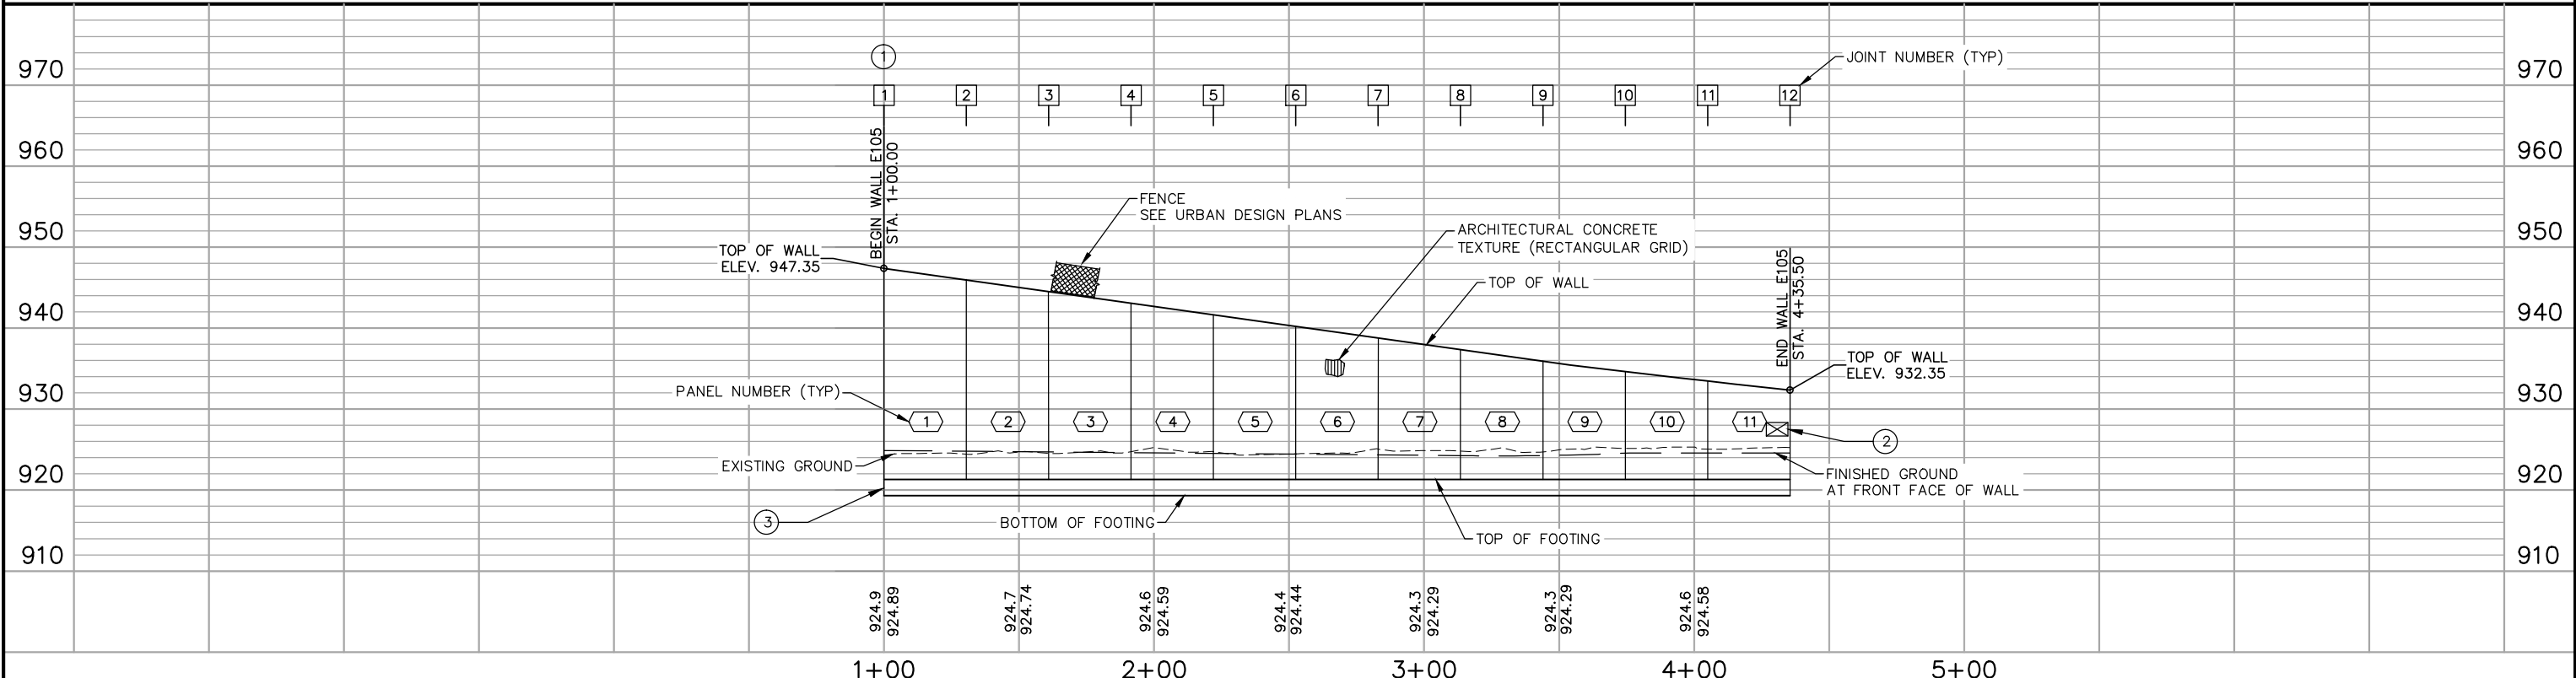 1
970
JOINT NUMBER (TYP)
970
1 2 3 4 5 6 7 8 9 10 11 12
960
960
BEGIN WALL E105
STA. 1+00.00
FENCE
SEE URBAN DESIGN PLANS
950
ARCHITECTURAL CONCRETE
TEXTURE (RECTANGULAR GRID)
950
TOP OF WALL
ELEV. 947.35
TOP OF WALL
END WALL E105
STA. 4+35.50
940
940
TOP OF WALL
ELEV. 932.35
930
PANEL NUMBER (TYP)
930
1 2 3 4 5 6 7 8 9 10 11
2
920
EXISTING GROUND
FINISHED GROUND
AT FRONT FACE OF WALL
920
3
BOTTOM OF FOOTING
TOP OF FOOTING
910
910
924.9
924.89
924.7
924.74
924.6
924.59
924.4
924.44
924.3
924.29
924.3
924.29
924.6
924.58
1+00 2+00 3+00 4+00 5+00